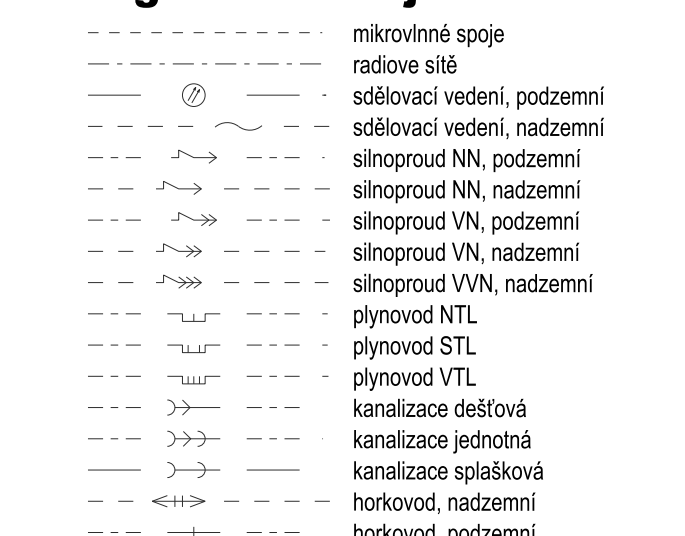 mikrovlnné spoje
radiove sítě
sdělovací vedení, podzemní
sdělovací vedení, nadzemní
silnoproud NN, podzemní
silnoproud NN, nadzemní
silnoproud VN, podzemní
silnoproud VN, nadzemní
silnoproud VVN, nadzemní
plynovod NTL
plynovod STL
plynovod VTL
kanalizace dešťová
kanalizace jednotná
kanalizace splašková
horkovod, nadzemní
horkovod, podzemní